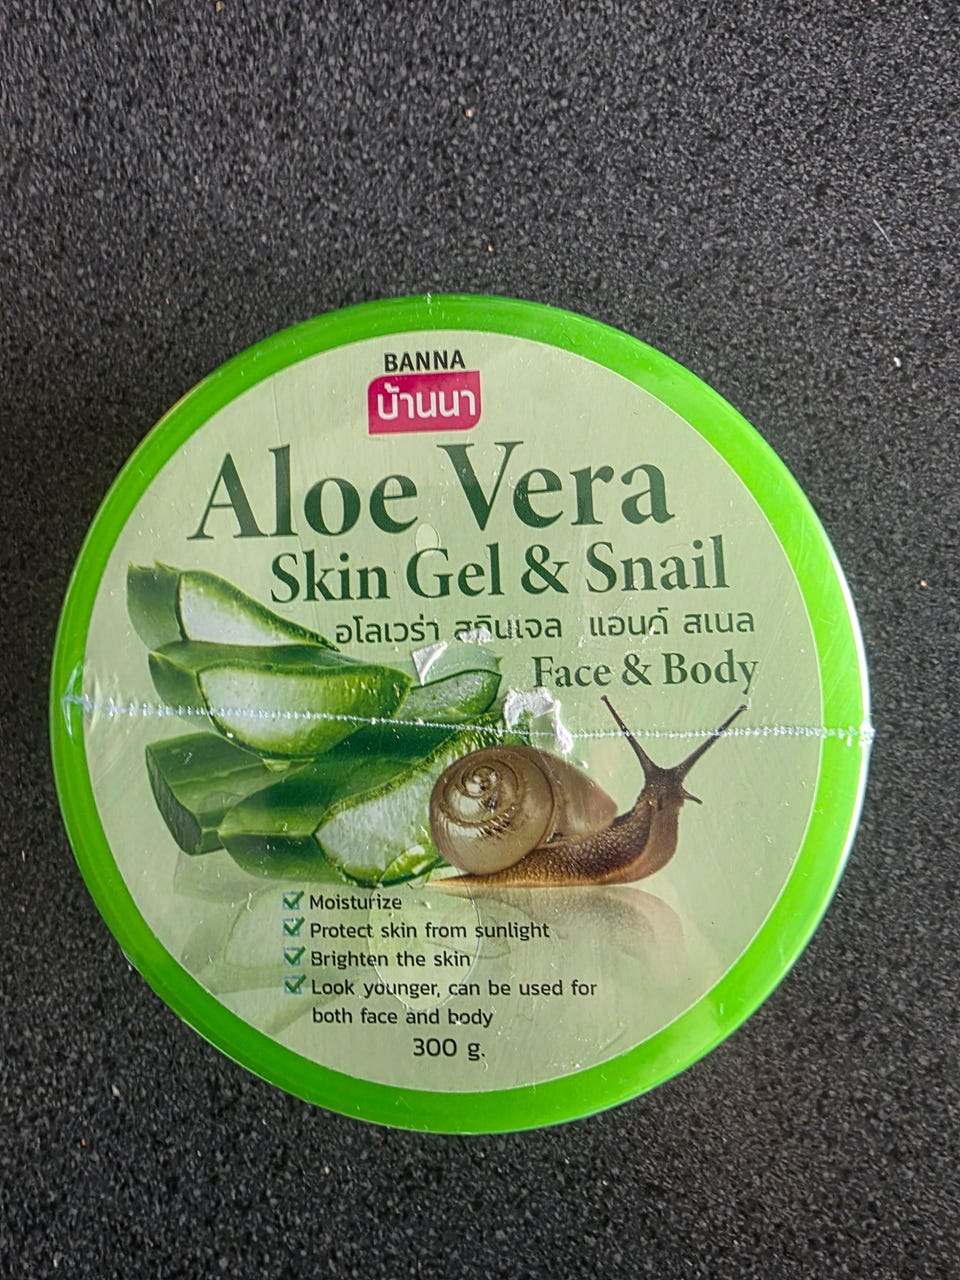 BANNA
บ้านนา
Aloe Vera
Skin Gel & Snail
อโลเวร่า สกินเจล แอนด์ สเนล
Face & Body
Moisturize
Protect skin from sunlight
Brighten the skin
Look younger, can be used for
both face and body
300 g.